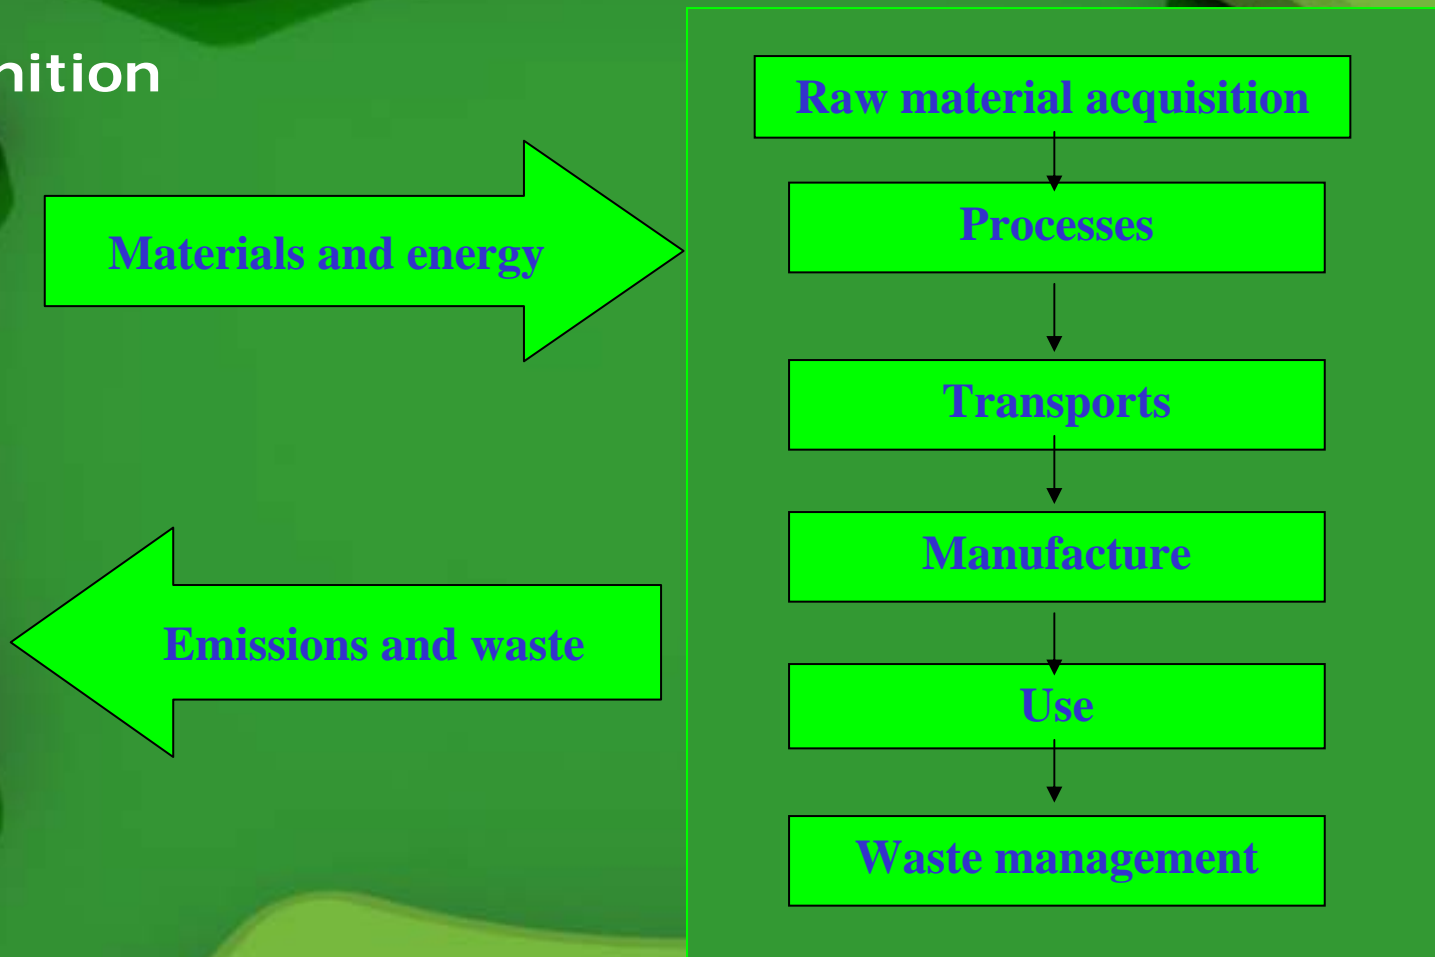 nition
Materials and energy
Emissions and waste
Raw material acquisition
Processes
Transports
Manufacture
Use
Waste management